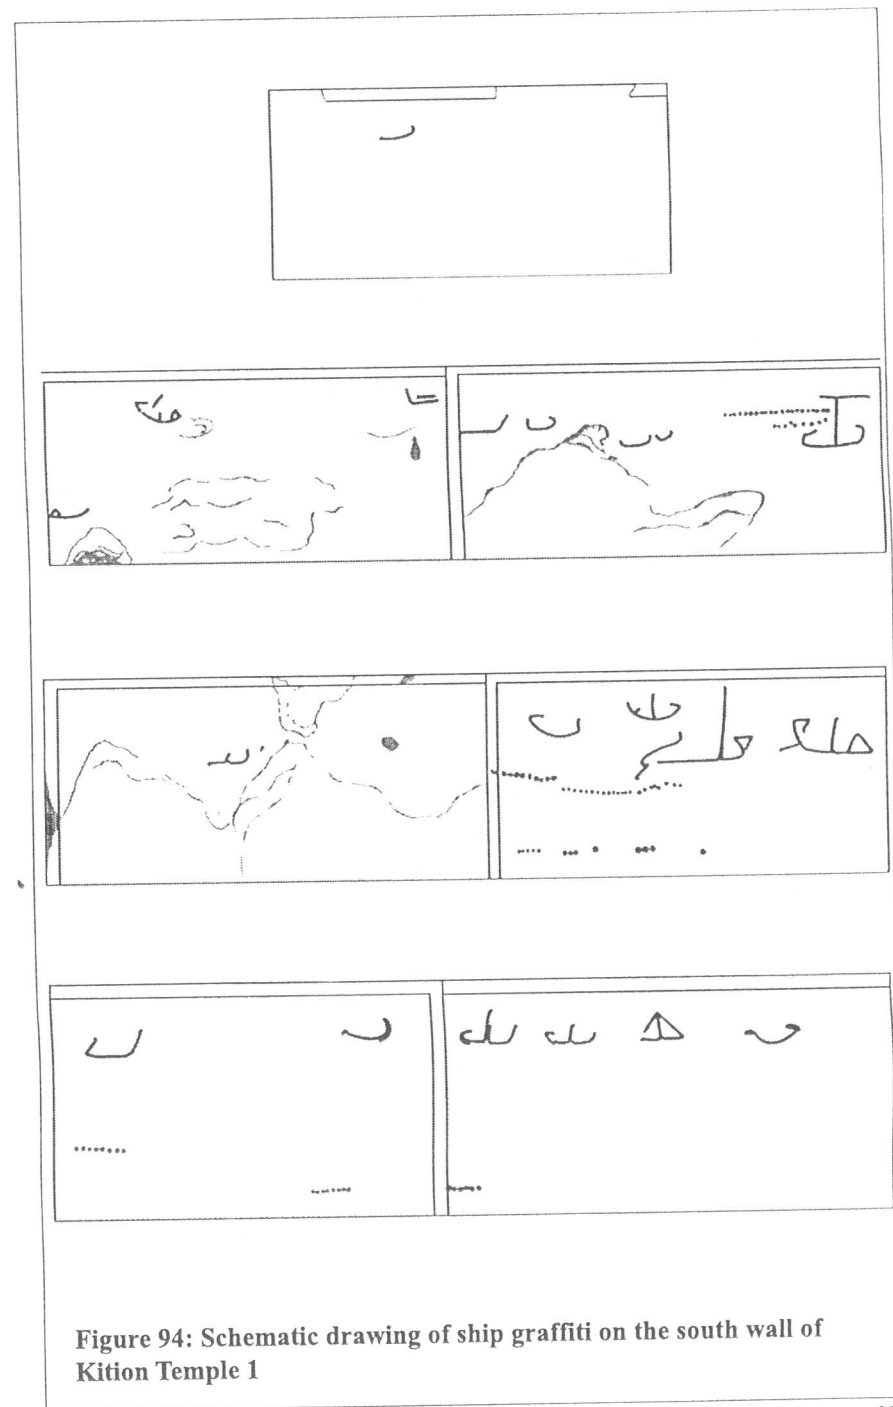 Figure 94: Schematic drawing of ship graffiti on the south wall of
Kition Temple 1